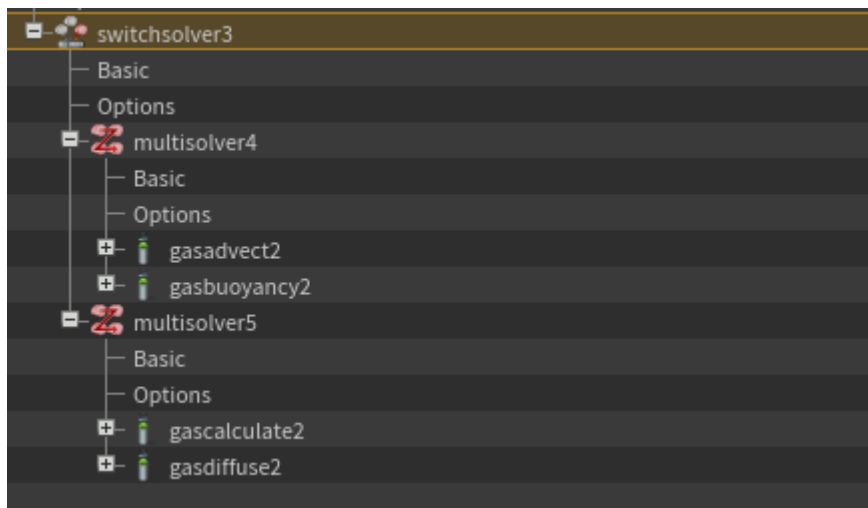 switchsolver3
Basic
Options
multisolver4
Basic
Options
gasadvect2
gasbuoyancy2
multisolver5
Basic
Options
gascalculate2
gasdiffuse2